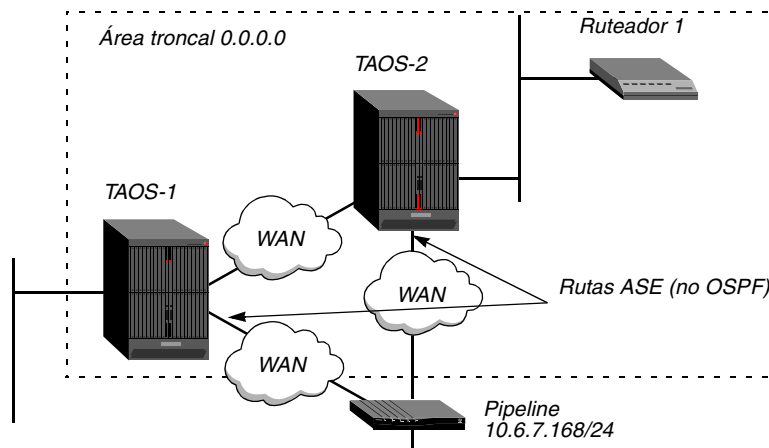 Área troncal 0.0.0.0
Ruteador 1
TAOS-2
TAOS-1
WAN
WAN
Rutas ASE (no OSPF)
WAN
Pipeline
10.6.7.168/24